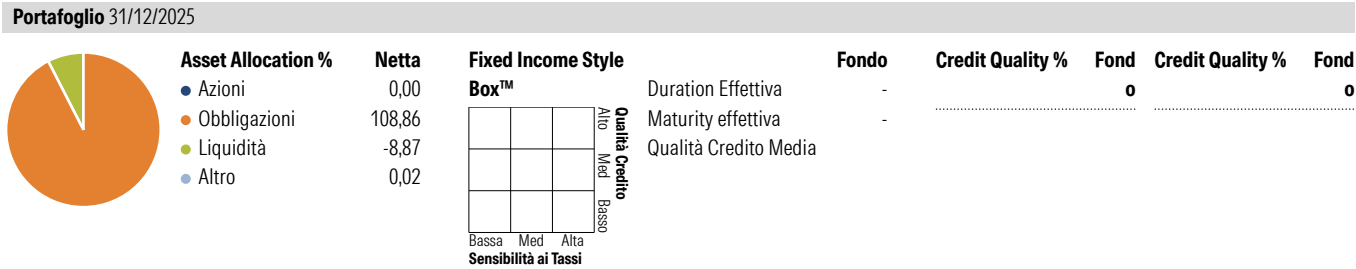 Portafoglio 31/12/2025
Asset Allocation % Netta
Azioni 0,00
Obbligazioni 108,86
Liquidità -8,87
Altro 0,02
Fixed Income Style
Box™
Alto Med Basso
Qualità Credito
Bassa Med Alta
Sensibilità ai Tassi
Fondo
Duration Effettiva -
Maturity effettiva -
Qualità Credito Media
Credit Quality % Fond
o
Credit Quality % Fond
o